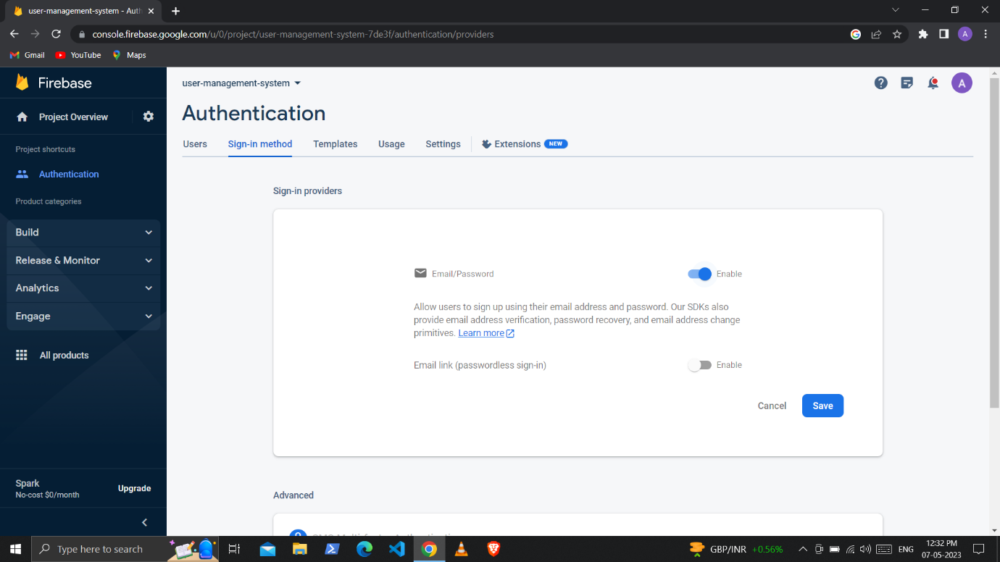 user-management-system - Auth
console.firebase.google.com/u/0/project/user-management-system-7de3f/authentication/providers
A
Gmail
YouTube
Maps
Firebase
Project Overview
Project shortcuts
Authentication
Product categories
Build
Release & Monitor
Analytics
Engage
All products
Spark
No-cost $0/month
Upgrade
user-management-system
A
Authentication
Users
Sign-in method
Templates
Usage
Settings
Extensions NEW
Sign-in providers
Email/Password
Enable
Allow users to sign up using their email address and password. Our SDKs also
provide email address verification, password recovery, and email address change
primitives. Learn more
Email link (passwordless sign-in)
Enable
Cancel
Save
Advanced
Type here to search
GBP/INR +0.56%
ENG
12:32 PM
07-05-2023